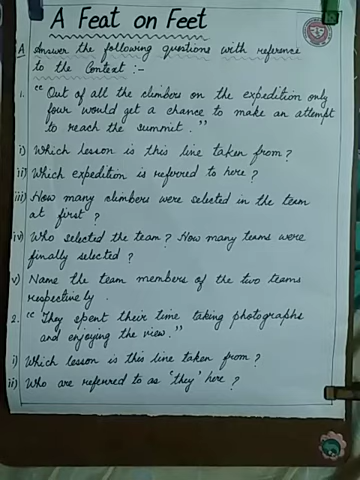 A Feat on Feet
A Answer the following questions with reference
to the Context :-
1. "Out of all the climbers on the expedition only
four would get a chance to make an attempt
to reach the summit."
i) Which lesson is this line taken from?
ii) Which expedition is referred to here?
iii) How many climbers were selected in the team
at first?
iv) Who selected the team? How many teams were
finally selected?
v) Name the team members of the two teams
respectively.
2. "They spent their time taking photographs
and enjoying the view."
i) Which lesson is this line taken from?
ii) Who are referred to as 'they' here?